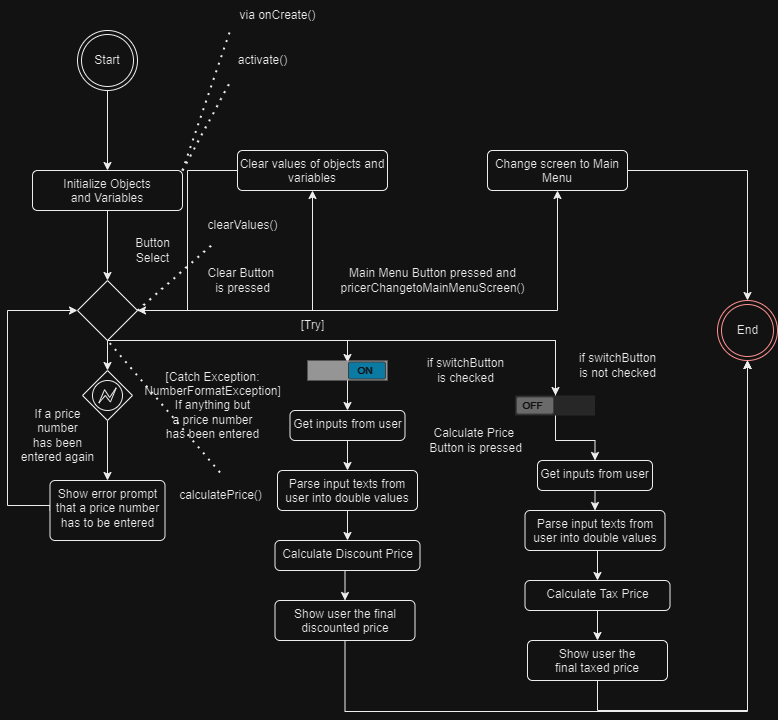 via onCreate()
activate()
Start
Initialize Objects
and Variables
Clear values of objects and
variables
Change screen to Main
Menu
clearValues()
Button
Select
Clear Button
is pressed
Main Menu Button pressed and
pricerChangetoMainMenuScreen()
[Try]
End
ON
if switchButton
is checked
if switchButton
is not checked
OFF
[Catch Exception:
NumberFormatException]
If anything but
a price number
has been entered
If a price
number
has been
entered again
Get inputs from user
Calculate Price
Button is pressed
Get inputs from user
Show error prompt
that a price number
has to be entered
calculatePrice()
Parse input texts from
user into double values
Parse input texts from
user into double values
Calculate Discount Price
Calculate Tax Price
Show user the final
discounted price
Show user the
final taxed price